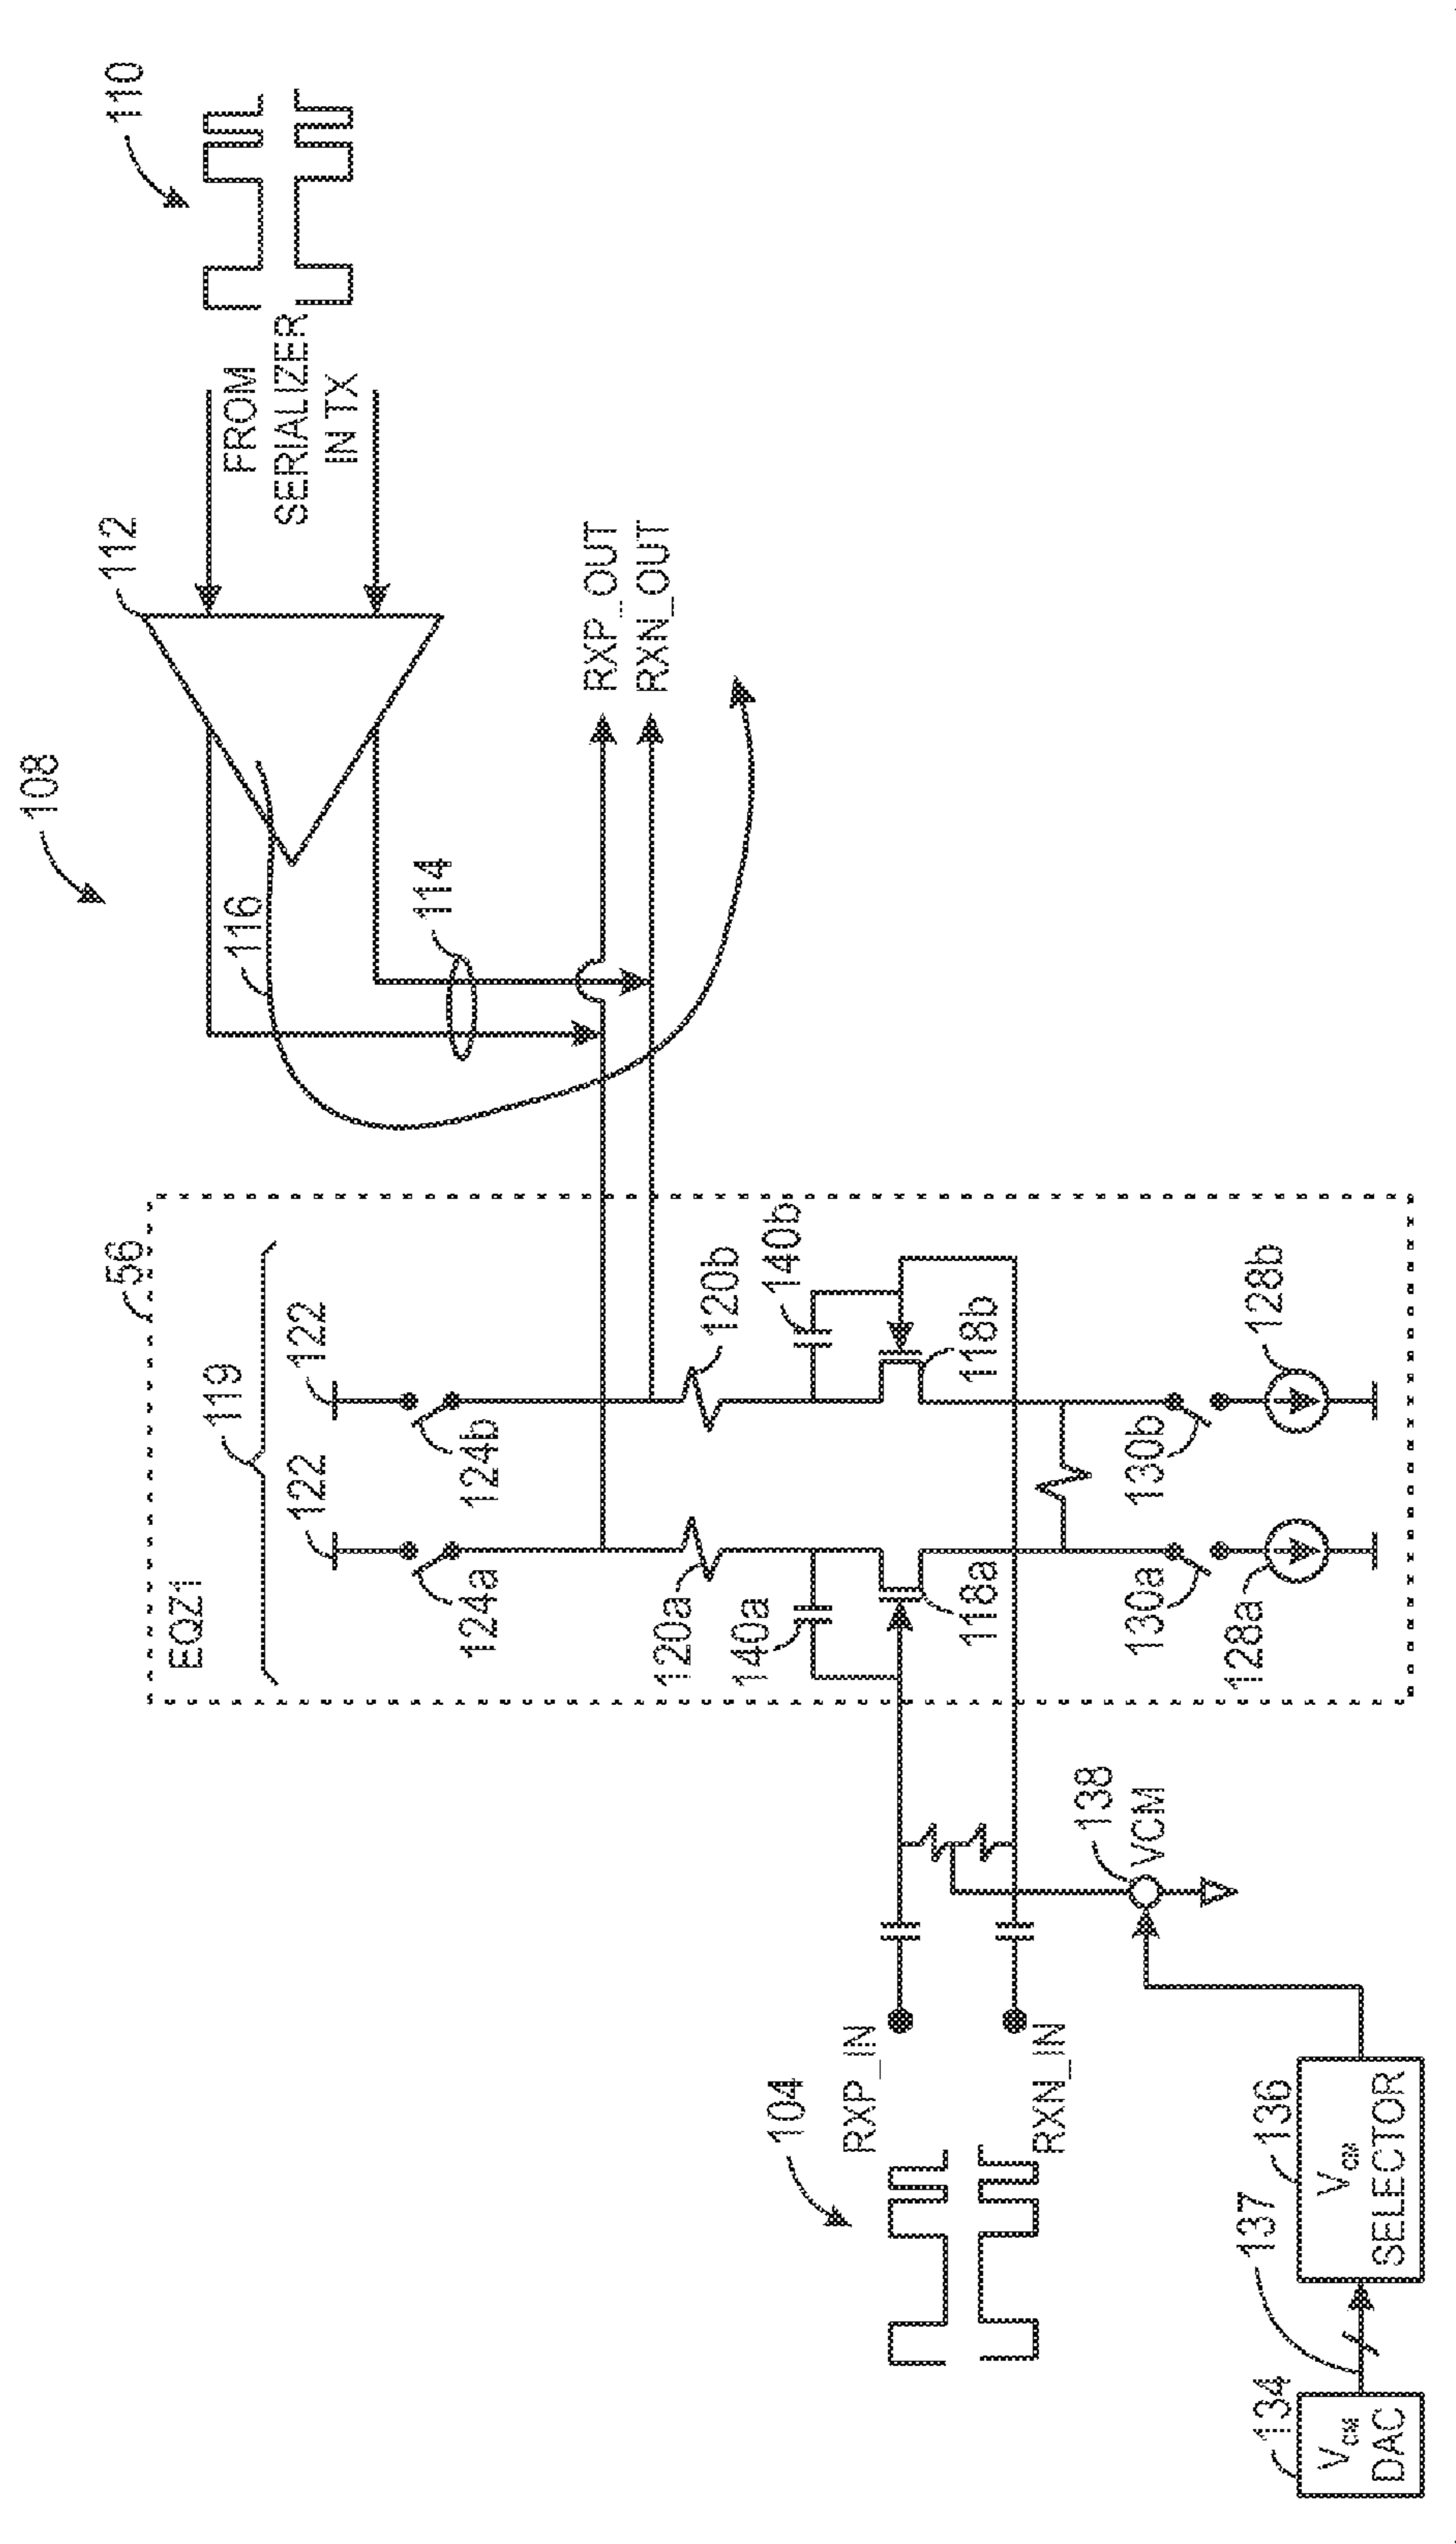 108
110
112
FROM
SERIALIZER
IN TX
116
114
RXP_OUT
RXN_OUT
56
EQZ1
119
122
122
124a
124b
120a
120b
140a
140b
118a
118b
130a
130b
128a
128b
104
RXP_IN
RXN_IN
138
VCM
134
V_CM
DAC
137
136
V_CM
SELECTOR